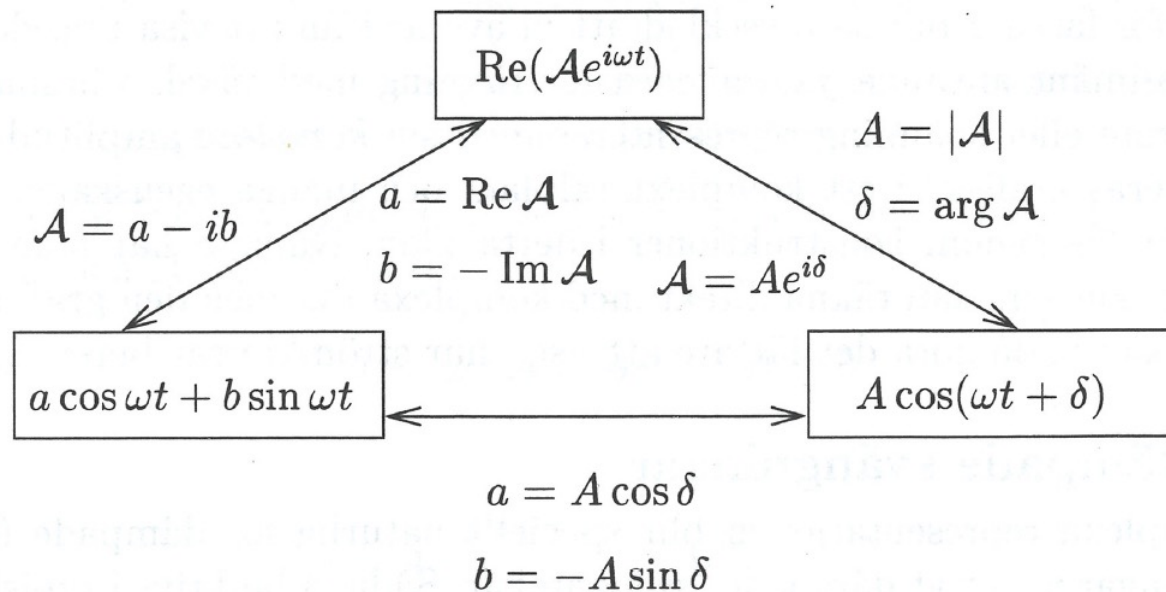 Re(𝒜e^{iωt})
A = |𝒜|
a = Re 𝒜
δ = arg 𝒜
𝒜 = a − ib
b = − Im 𝒜
𝒜 = Ae^{iδ}
a cos ωt + b sin ωt
A cos(ωt + δ)
a = A cos δ
b = −A sin δ